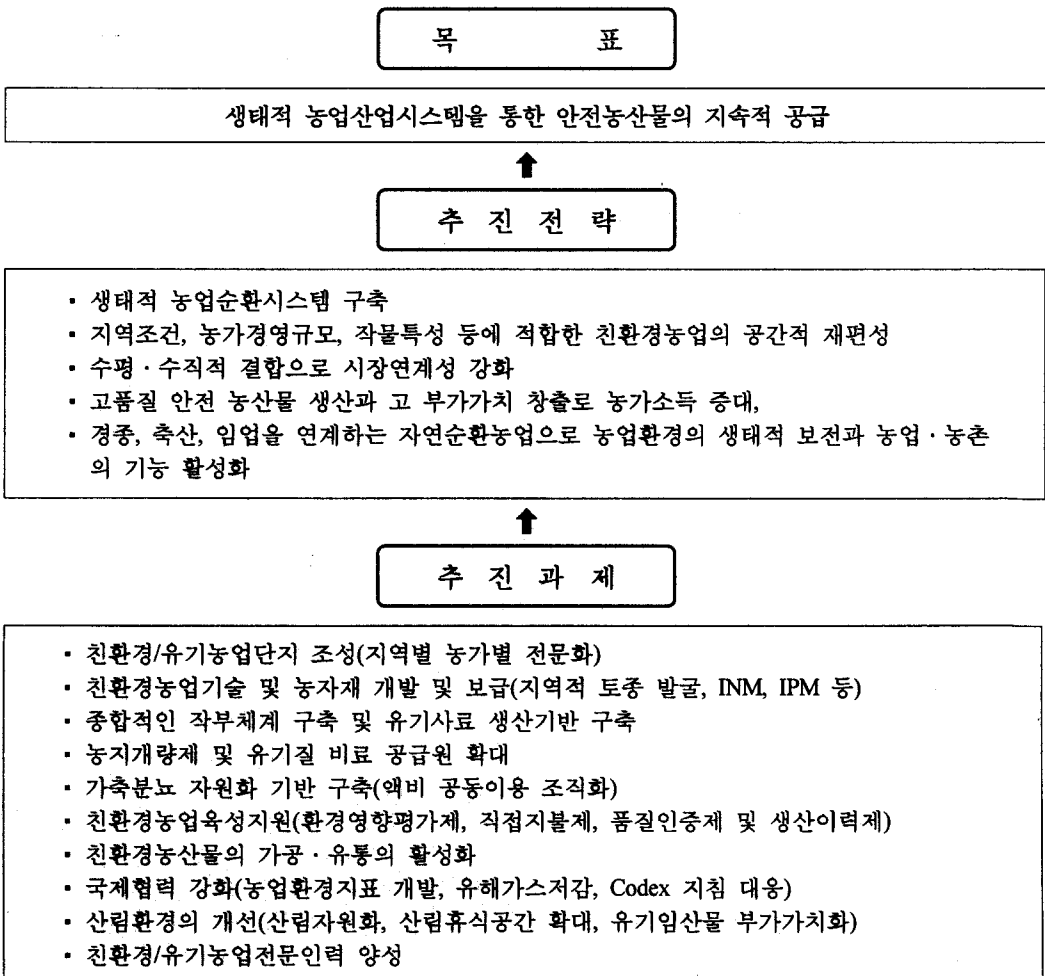 목 표
생태적 농업산업시스템을 통한 안전농산물의 지속적 공급
추 진 전 략
▪ 생태적 농업순환시스템 구축
▪ 지역조건, 농가경영규모, 작물특성 등에 적합한 친환경농업의 공간적 재편성
▪ 수평·수직적 결합으로 시장연계성 강화
▪ 고품질 안전 농산물 생산과 고 부가가치 창출로 농가소득 증대,
▪ 경종, 축산, 임업을 연계하는 자연순환농업으로 농업환경의 생태적 보전과 농업·농촌
의 기능 활성화
추 진 과 제
▪ 친환경/유기농업단지 조성(지역별 농가별 전문화)
▪ 친환경농업기술 및 농자재 개발 및 보급(지역적 토종 발굴, INM, IPM 등)
▪ 종합적인 작부체계 구축 및 유기사료 생산기반 구축
▪ 농지개량제 및 유기질 비료 공급원 확대
▪ 가축분뇨 자원화 기반 구축(액비 공동이용 조직화)
▪ 친환경농업육성지원(환경영향평가제, 직접지불제, 품질인증제 및 생산이력제)
▪ 친환경농산물의 가공·유통의 활성화
▪ 국제협력 강화(농업환경지표 개발, 유해가스저감, Codex 지침 대응)
▪ 산림환경의 개선(산림자원화, 산림휴식공간 확대, 유기임산물 부가가치화)
▪ 친환경/유기농업전문인력 양성